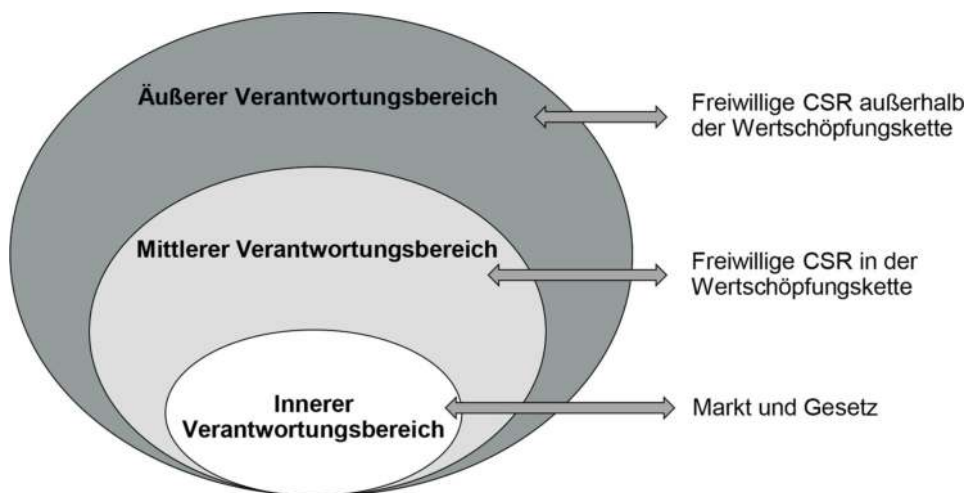 Äußerer Verantwortungsbereich
Freiwillige CSR außerhalb
der Wertschöpfungskette
Mittlerer Verantwortungsbereich
Freiwillige CSR in der
Wertschöpfungskette
Innerer
Verantwortungsbereich
Markt und Gesetz